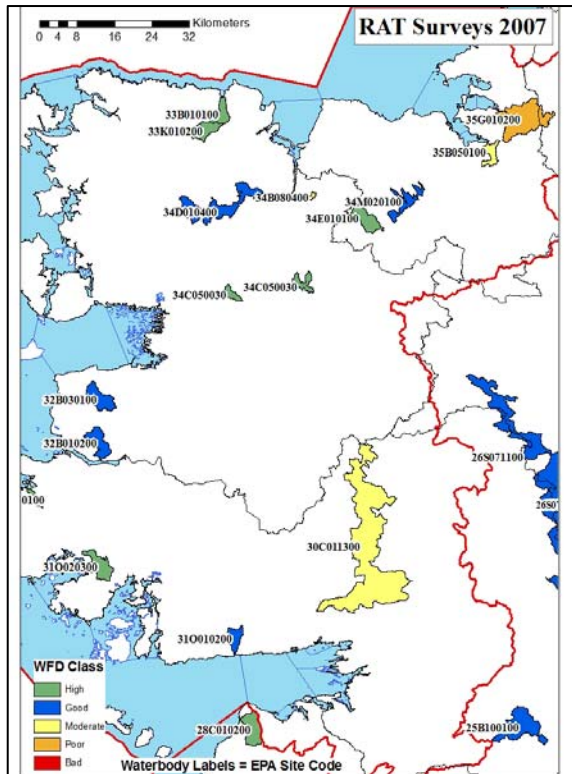 Kilometers
0 4 8 16 24 32
RAT Surveys 2007
33B010100
33K010200
35G010200
35B050100
34B080400
34M020100
34D010400
34E010100
34C050030
34C050030
32B030100
32B010200
26S071100
0100
30C011300
31O020300
31O010200
WFD Class
High
Good
Moderate
Poor
Bad
28C010200
25B100100
Waterbody Labels = EPA Site Code